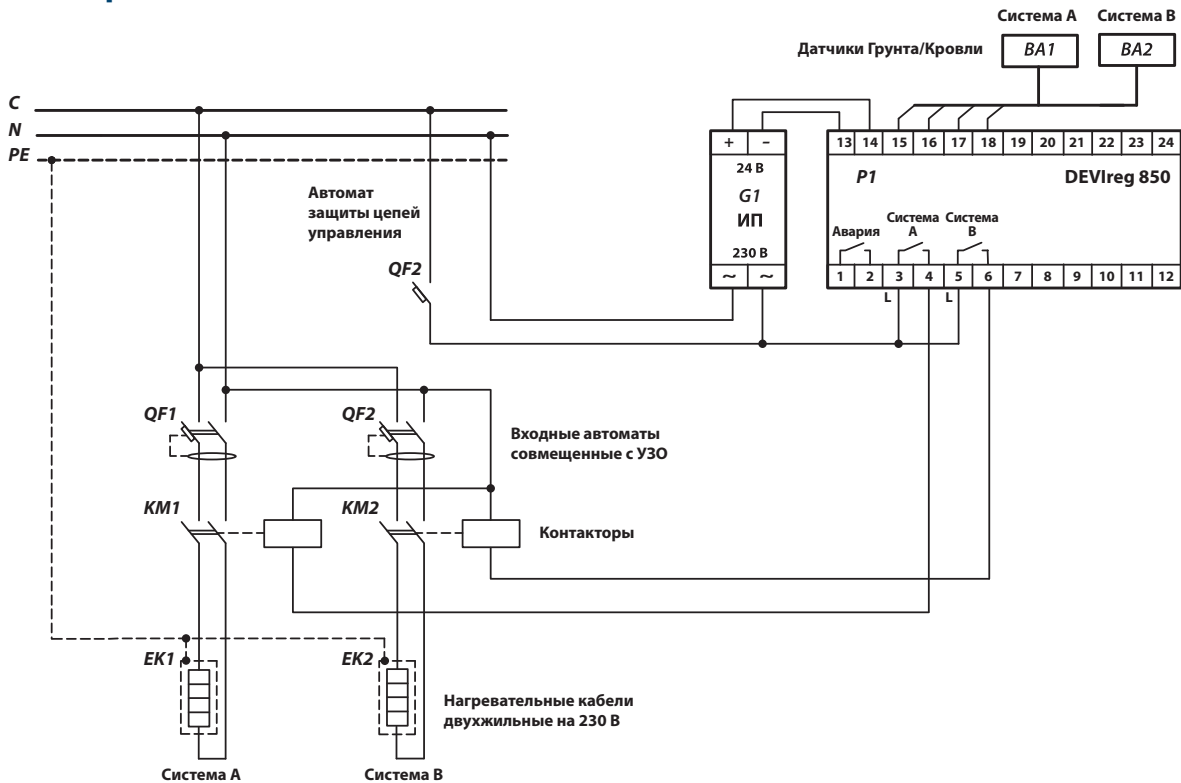 Система А Система В
Датчики Грунта/Кровли BA1 BA2
C
N
PE
+ –
24 В
G1
ИП
230 В
~ ~
13 14 15 16 17 18 19 20 21 22 23 24
P1 DEVIreg 850
Авария Система А Система В
1 2 3 4 5 6 7 8 9 10 11 12
L L
Автомат
защиты цепей
управления
QF2
QF1 QF2
Входные автоматы
совмещенные с УЗО
KM1 KM2
Контакторы
EK1 EK2
Нагревательные кабели
двухжильные на 230 В
Система А Система В